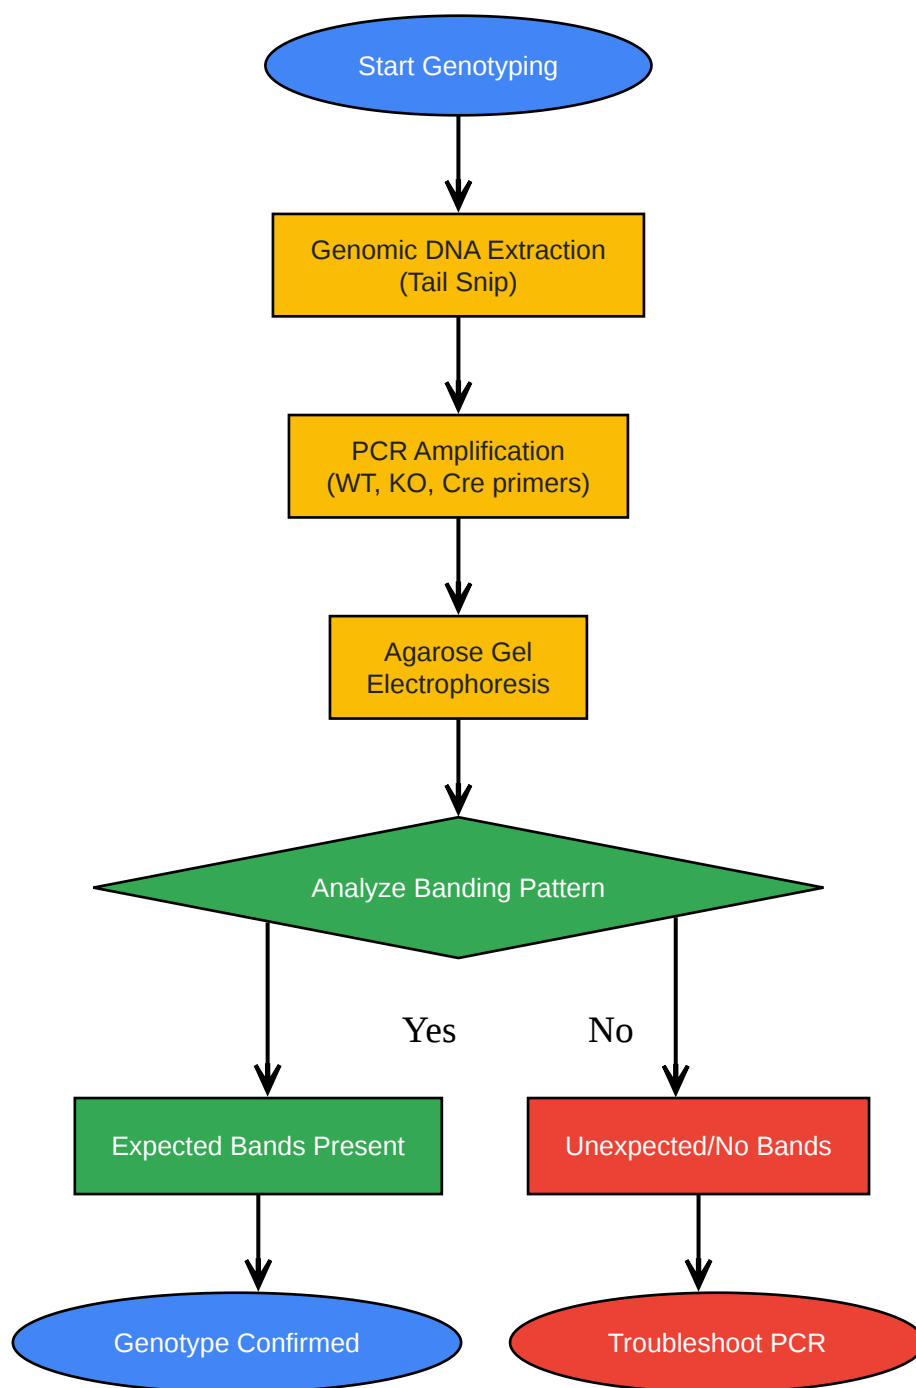 Start Genotyping
Genomic DNA Extraction
(Tail Snip)
PCR Amplification
(WT, KO, Cre primers)
Agarose Gel
Electrophoresis
Analyze Banding Pattern
Yes
No
Expected Bands Present
Unexpected/No Bands
Genotype Confirmed
Troubleshoot PCR